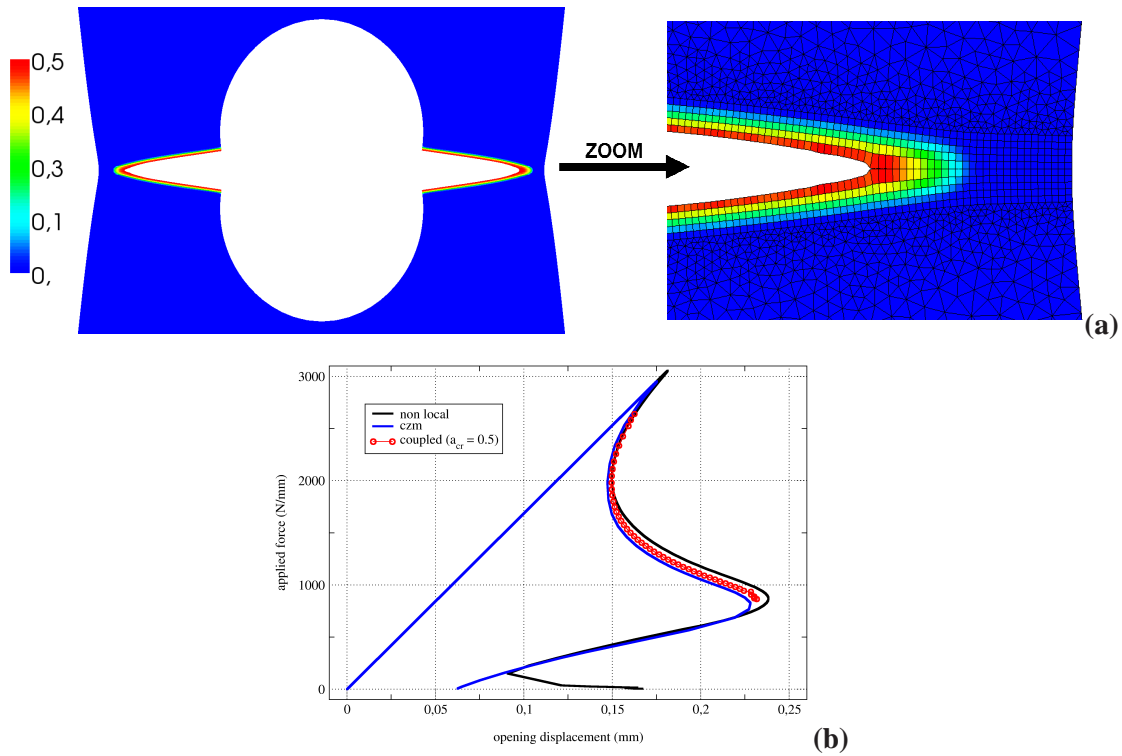 0,5
0,4
0,3
0,2
0,1
0,
ZOOM
(a)
3000
2000
1000
0
applied force (N/mm)
non local
czm
coupled (a_cr = 0.5)
0
0,05
0,1
0,15
0,2
0,25
opening displacement (mm)
(b)